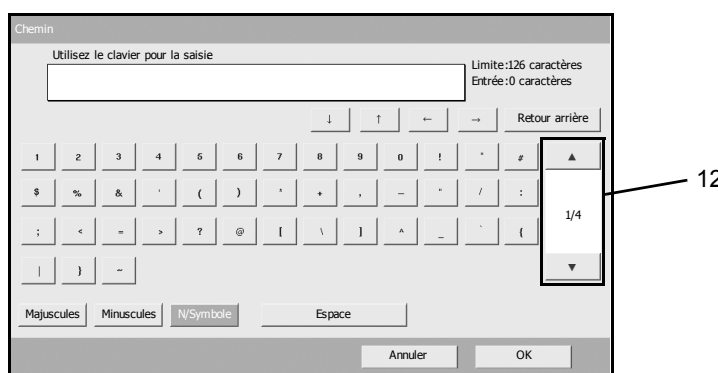 Chemin
Utilisez le clavier pour la saisie
Limite:126 caractères
Entrée:0 caractères
↓ ↑ ← → Retour arrière
1 2 3 4 5 6 7 8 9 0 ! " # ▲
$ % & ' ( ) * + , – " / :
1/4
; < = > ? @ [ \ ] ^ _ ` {
| } ~ ▼
Majuscules Minuscules N/Symbole Espace
Annuler OK
12